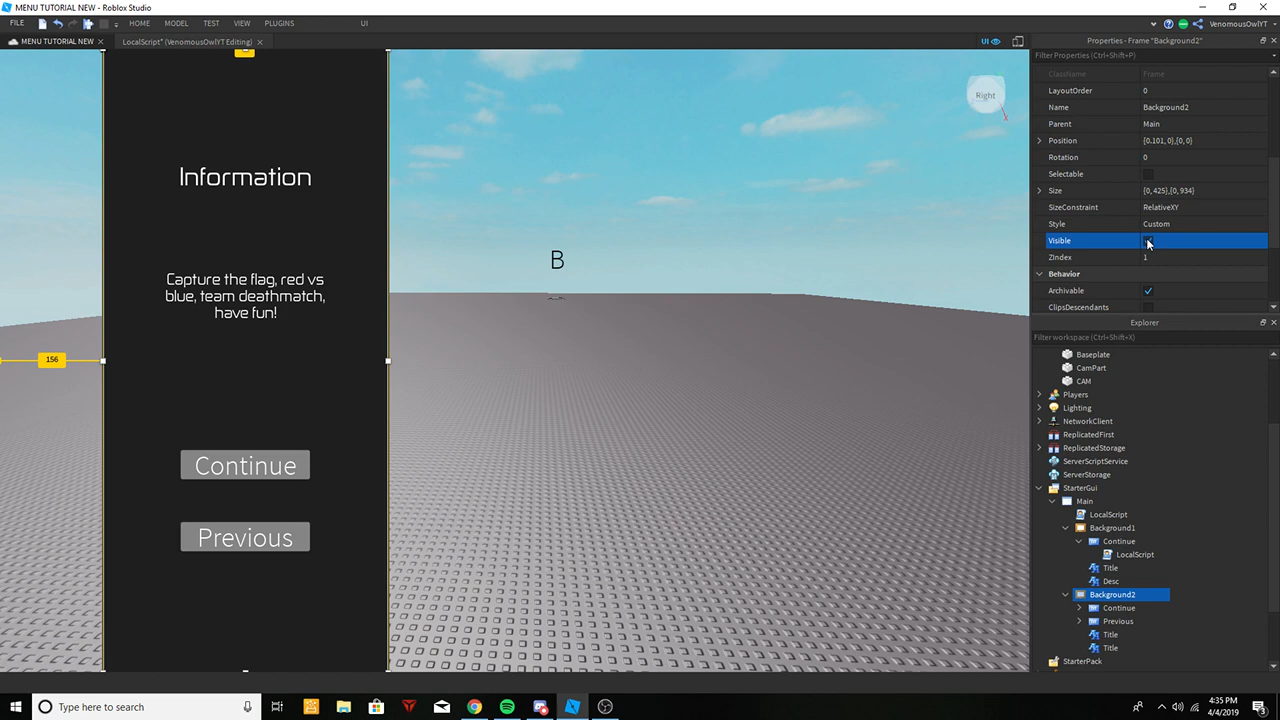 MENU TUTORIAL NEW - Roblox Studio
FILE HOME MODEL TEST VIEW PLUGINS UI VenomousOwlYT
MENU TUTORIAL NEW × LocalScript* (VenomousOwlYT Editing) × UI
Properties - Frame "Background2"
Filter Properties (Ctrl+Shift+P)
ClassName Frame
LayoutOrder 0
Name Background2
Parent Main
Position {0.101, 0},{0, 0}
Rotation 0
Selectable
Size {0, 425},{0, 934}
SizeConstraint RelativeXY
Style Custom
Visible
ZIndex 1
Behavior
Archivable
ClipsDescendants
Explorer
Filter workspace (Ctrl+Shift+X)
Baseplate
CamPart
CAM
Players
Lighting
NetworkClient
ReplicatedFirst
ReplicatedStorage
ServerScriptService
ServerStorage
StarterGui
Main
LocalScript
Background1
Continue
LocalScript
Title
Desc
Background2
Continue
Previous
Title
Title
StarterPack
Right
x
0
Information
B
Capture the flag, red vs
blue, team deathmatch,
have fun!
156
Continue
Previous
Type here to search
4:35 PM
4/4/2019
3